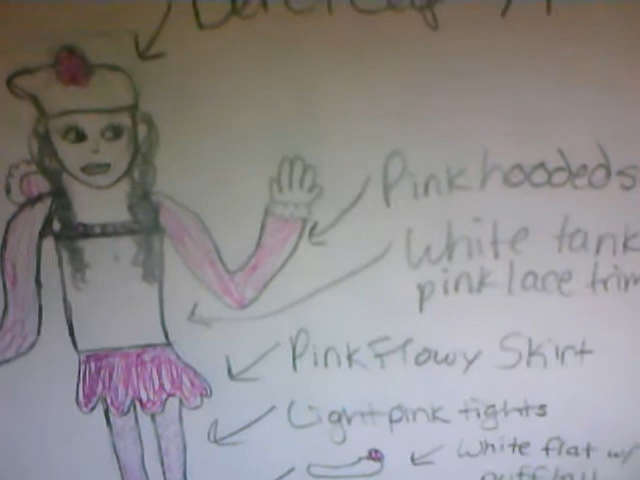 Pink hooded s
White tank
pink lace trim
Pink Flowy Skirt
Light pink tights
White flat w/